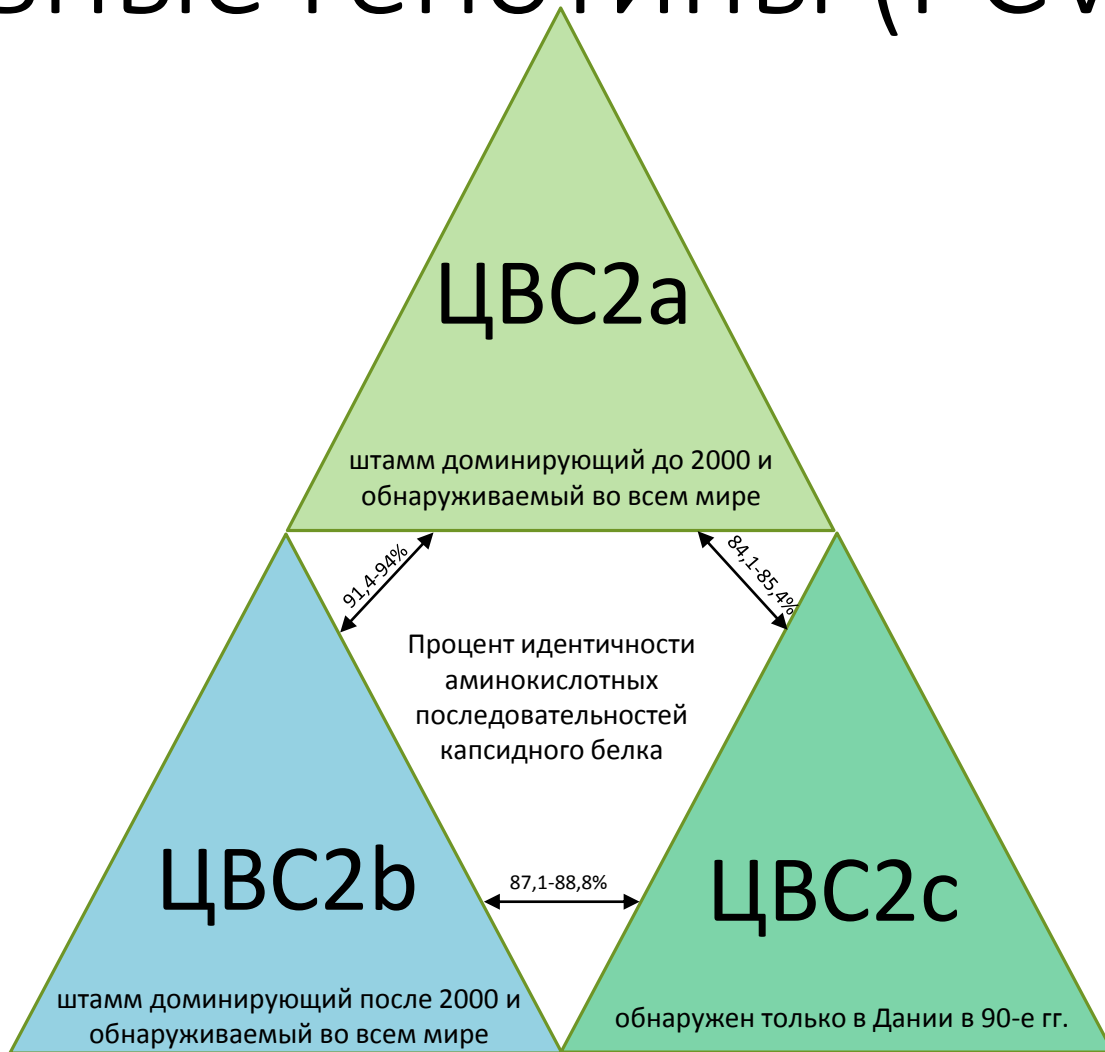 генотипы (PCV
ЦВС2a
штамм доминирующий до 2000 и
обнаруживаемый во всем мире
91,4-94%
84,1-85,4%
Процент идентичности
аминокислотных
последовательностей
капсидного белка
ЦВС2b
87,1-88,8%
ЦВС2c
штамм доминирующий после 2000 и
обнаруживаемый во всем мире
обнаружен только в Дании в 90-е гг.